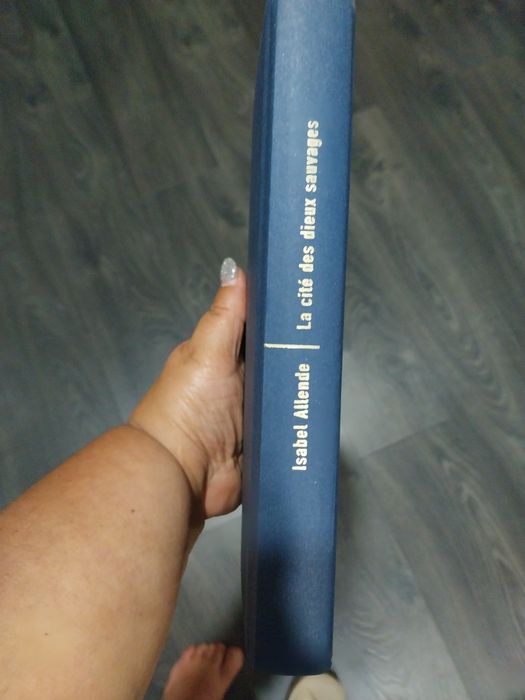 Isabel Allende
La cité des dieux sauvages